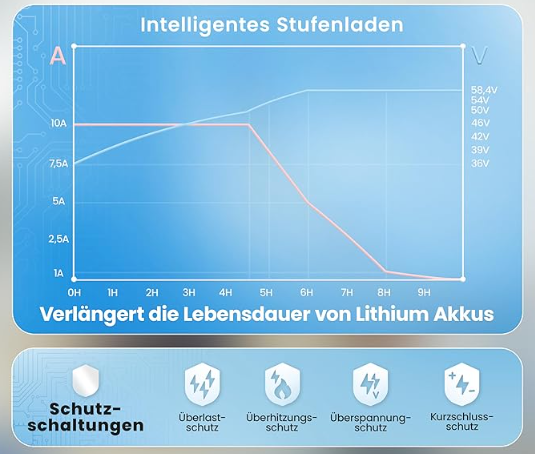 Intelligentes Stufenladen
A
V
58,4V
54V
50V
10A
46V
42V
39V
7,5A
36V
5A
2,5A
1A
0H 1H 2H 3H 4H 5H 6H 7H 8H 9H
Verlängert die Lebensdauer von Lithium Akkus
Schutz-
schaltungen
Überlast-
schutz
Überhitzungs-
schutz
Überspannung-
schutz
Kurzschluss-
schutz